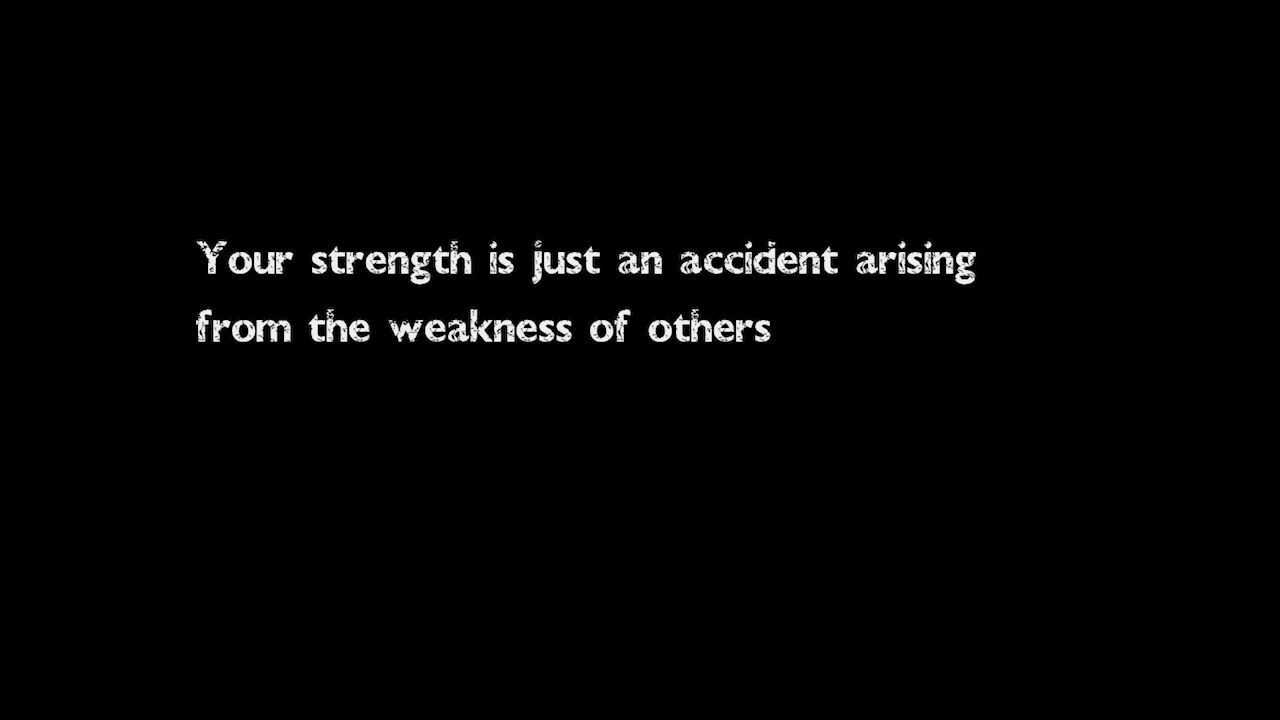 Your strength is just an accident arising
from the weakness of others